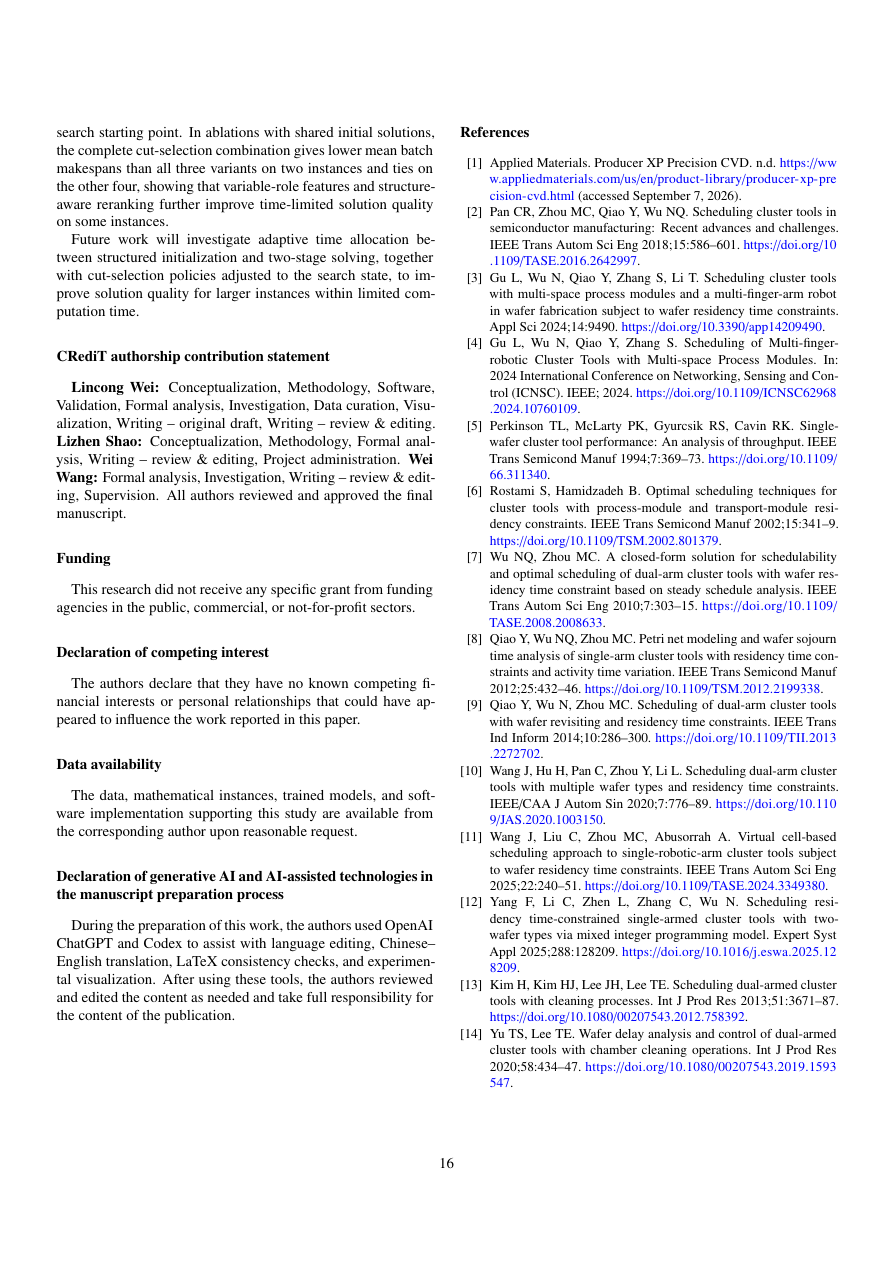 search starting point. In ablations with shared initial solutions,
the complete cut-selection combination gives lower mean batch
makespans than all three variants on two instances and ties on
the other four, showing that variable-role features and structure-
aware reranking further improve time-limited solution quality
on some instances.
Future work will investigate adaptive time allocation be-
tween structured initialization and two-stage solving, together
with cut-selection policies adjusted to the search state, to im-
prove solution quality for larger instances within limited com-
putation time.
CRediT authorship contribution statement
Lincong Wei: Conceptualization, Methodology, Software,
Validation, Formal analysis, Investigation, Data curation, Visu-
alization, Writing – original draft, Writing – review & editing.
Lizhen Shao: Conceptualization, Methodology, Formal anal-
ysis, Writing – review & editing, Project administration. Wei
Wang: Formal analysis, Investigation, Writing – review & edit-
ing, Supervision. All authors reviewed and approved the final
manuscript.
Funding
This research did not receive any specific grant from funding
agencies in the public, commercial, or not-for-profit sectors.
Declaration of competing interest
The authors declare that they have no known competing fi-
nancial interests or personal relationships that could have ap-
peared to influence the work reported in this paper.
Data availability
The data, mathematical instances, trained models, and soft-
ware implementation supporting this study are available from
the corresponding author upon reasonable request.
Declaration of generative AI and AI-assisted technologies in
the manuscript preparation process
During the preparation of this work, the authors used OpenAI
ChatGPT and Codex to assist with language editing, Chinese–
English translation, LaTeX consistency checks, and experimen-
tal visualization. After using these tools, the authors reviewed
and edited the content as needed and take full responsibility for
the content of the publication.
References
[1] Applied Materials. Producer XP Precision CVD. n.d. https://ww
w.appliedmaterials.com/us/en/product-library/producer-xp-pre
cision-cvd.html (accessed September 7, 2026).
[2] Pan CR, Zhou MC, Qiao Y, Wu NQ. Scheduling cluster tools in
semiconductor manufacturing: Recent advances and challenges.
IEEE Trans Autom Sci Eng 2018;15:586–601. https://doi.org/10
.1109/TASE.2016.2642997.
[3] Gu L, Wu N, Qiao Y, Zhang S, Li T. Scheduling cluster tools
with multi-space process modules and a multi-finger-arm robot
in wafer fabrication subject to wafer residency time constraints.
Appl Sci 2024;14:9490. https://doi.org/10.3390/app14209490.
[4] Gu L, Wu N, Qiao Y, Zhang S. Scheduling of Multi-finger-
robotic Cluster Tools with Multi-space Process Modules. In:
2024 International Conference on Networking, Sensing and Con-
trol (ICNSC). IEEE; 2024. https://doi.org/10.1109/ICNSC62968
.2024.10760109.
[5] Perkinson TL, McLarty PK, Gyurcsik RS, Cavin RK. Single-
wafer cluster tool performance: An analysis of throughput. IEEE
Trans Semicond Manuf 1994;7:369–73. https://doi.org/10.1109/
66.311340.
[6] Rostami S, Hamidzadeh B. Optimal scheduling techniques for
cluster tools with process-module and transport-module resi-
dency constraints. IEEE Trans Semicond Manuf 2002;15:341–9.
https://doi.org/10.1109/TSM.2002.801379.
[7] Wu NQ, Zhou MC. A closed-form solution for schedulability
and optimal scheduling of dual-arm cluster tools with wafer res-
idency time constraint based on steady schedule analysis. IEEE
Trans Autom Sci Eng 2010;7:303–15. https://doi.org/10.1109/
TASE.2008.2008633.
[8] Qiao Y, Wu NQ, Zhou MC. Petri net modeling and wafer sojourn
time analysis of single-arm cluster tools with residency time con-
straints and activity time variation. IEEE Trans Semicond Manuf
2012;25:432–46. https://doi.org/10.1109/TSM.2012.2199338.
[9] Qiao Y, Wu N, Zhou MC. Scheduling of dual-arm cluster tools
with wafer revisiting and residency time constraints. IEEE Trans
Ind Inform 2014;10:286–300. https://doi.org/10.1109/TII.2013
.2272702.
[10] Wang J, Hu H, Pan C, Zhou Y, Li L. Scheduling dual-arm cluster
tools with multiple wafer types and residency time constraints.
IEEE/CAA J Autom Sin 2020;7:776–89. https://doi.org/10.110
9/JAS.2020.1003150.
[11] Wang J, Liu C, Zhou MC, Abusorrah A. Virtual cell-based
scheduling approach to single-robotic-arm cluster tools subject
to wafer residency time constraints. IEEE Trans Autom Sci Eng
2025;22:240–51. https://doi.org/10.1109/TASE.2024.3349380.
[12] Yang F, Li C, Zhen L, Zhang C, Wu N. Scheduling resi-
dency time-constrained single-armed cluster tools with two-
wafer types via mixed integer programming model. Expert Syst
Appl 2025;288:128209. https://doi.org/10.1016/j.eswa.2025.12
8209.
[13] Kim H, Kim HJ, Lee JH, Lee TE. Scheduling dual-armed cluster
tools with cleaning processes. Int J Prod Res 2013;51:3671–87.
https://doi.org/10.1080/00207543.2012.758392.
[14] Yu TS, Lee TE. Wafer delay analysis and control of dual-armed
cluster tools with chamber cleaning operations. Int J Prod Res
2020;58:434–47. https://doi.org/10.1080/00207543.2019.1593
547.
16